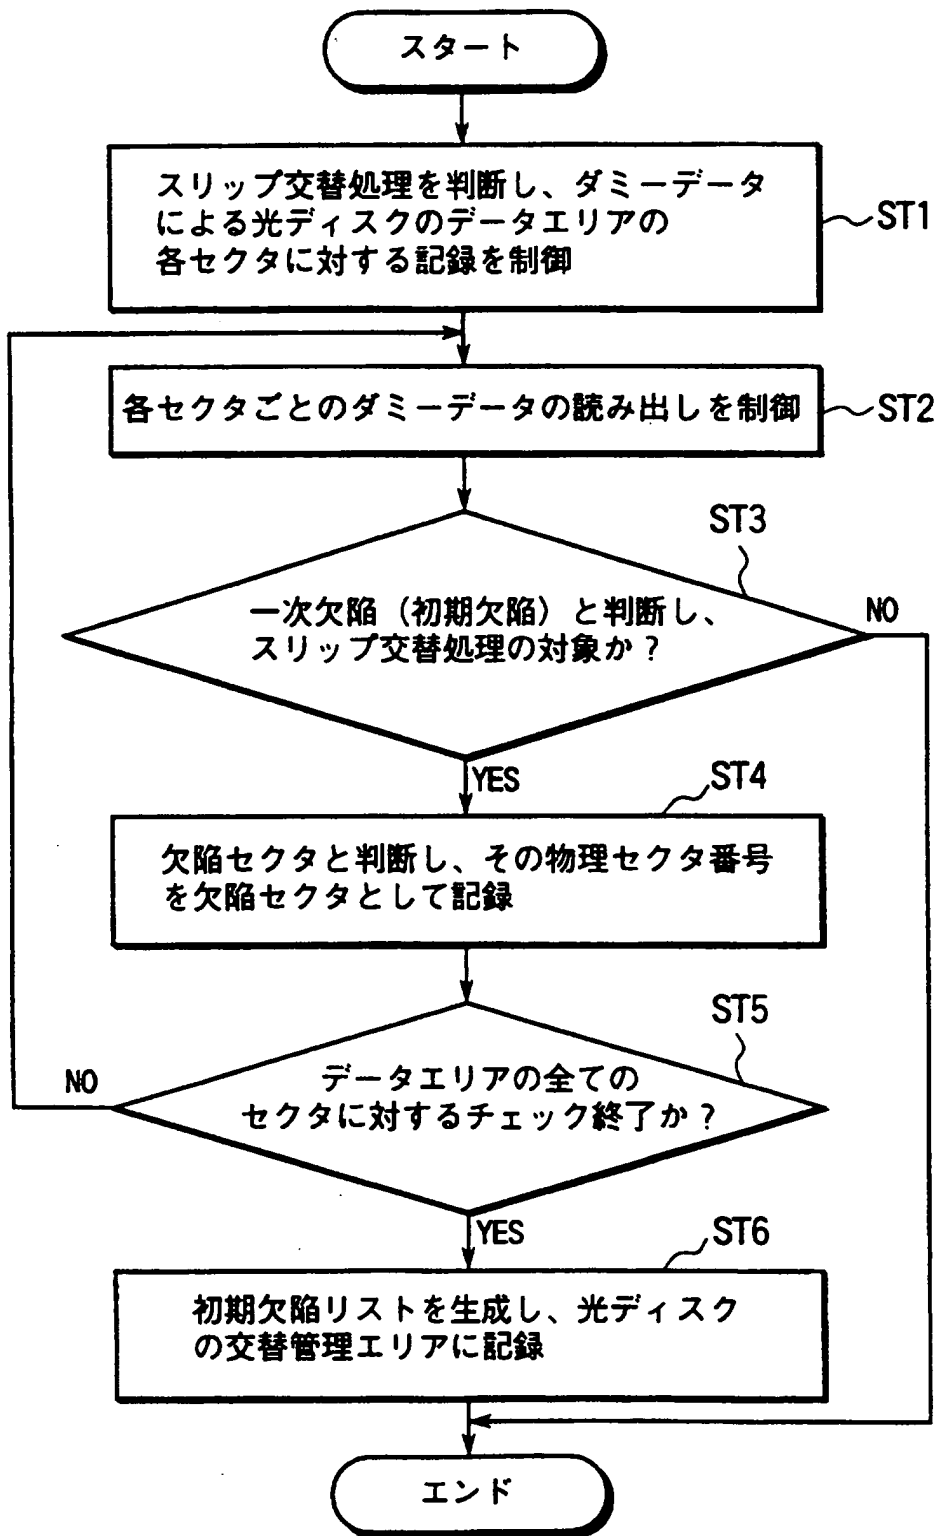 スタート
スリップ交替処理を判断し、ダミーデータ
による光ディスクのデータエリアの
各セクタに対する記録を制御
ST1
各セクタごとのダミーデータの読み出しを制御
ST2
ST3
一次欠陥（初期欠陥）と判断し、
スリップ交替処理の対象か？
NO
YES
ST4
欠陥セクタと判断し、その物理セクタ番号
を欠陥セクタとして記録
ST5
データエリアの全ての
セクタに対するチェック終了か？
NO
YES
ST6
初期欠陥リストを生成し、光ディスク
の交替管理エリアに記録
エンド